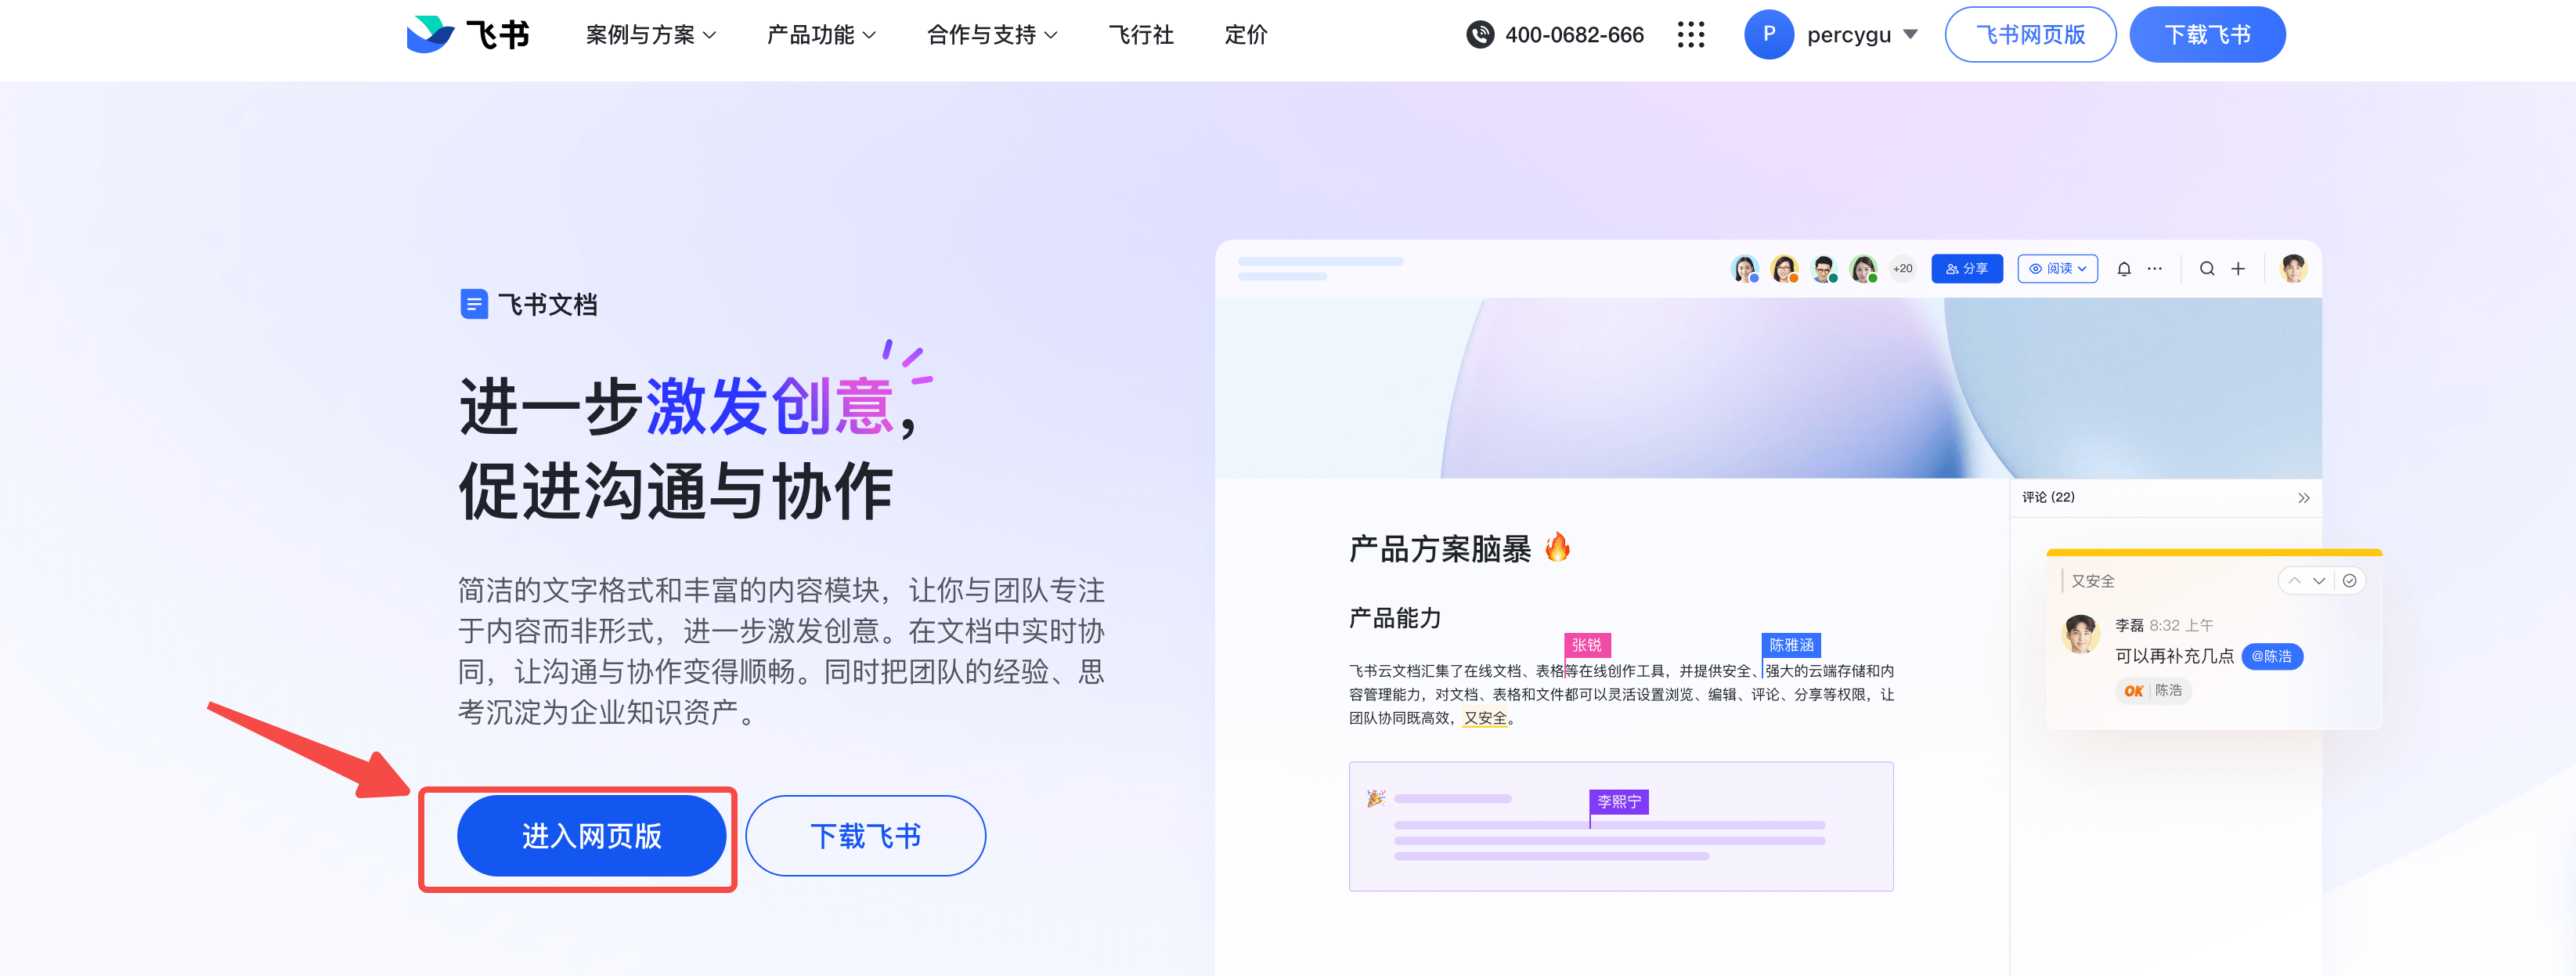 飞书
案例与方案
产品功能
合作与支持
飞行社
定价
400-0682-666
P
percygu
飞书网页版
下载飞书
飞书文档
进一步激发创意，
促进沟通与协作
简洁的文字格式和丰富的内容模块，让你与团队专注
于内容而非形式，进一步激发创意。在文档中实时协
同，让沟通与协作变得顺畅。同时把团队的经验、思
考沉淀为企业知识资产。
进入网页版
下载飞书
+20
分享
阅读
产品方案脑暴
产品能力
张锐
陈雅涵
飞书云文档汇集了在线文档、表格等在线创作工具，并提供安全、强大的云端存储和内
容管理能力，对文档、表格和文件都可以灵活设置浏览、编辑、评论、分享等权限，让
团队协同既高效，又安全。
李熙宁
评论 (22)
又安全
李磊 8:32 上午
可以再补充几点 @陈浩
OK 陈浩